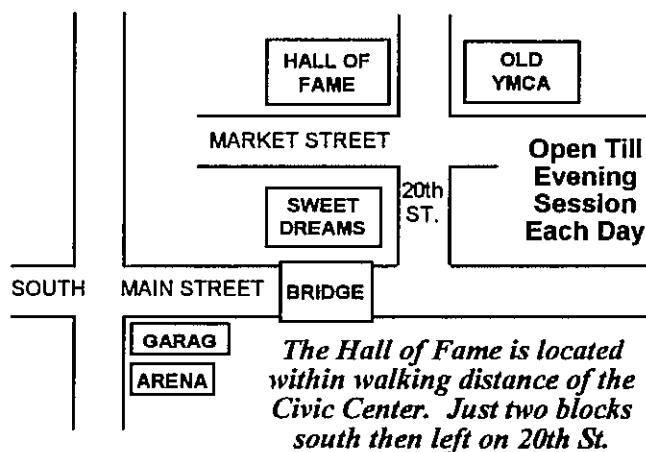 HALL OF
FAME
OLD
YMCA
MARKET STREET
Open Till
Evening
Session
Each Day
20th
ST.
SWEET
DREAMS
SOUTH MAIN STREET
BRIDGE
GARAG
ARENA
The Hall of Fame is located
within walking distance of the
Civic Center. Just two blocks
south then left on 20th St.